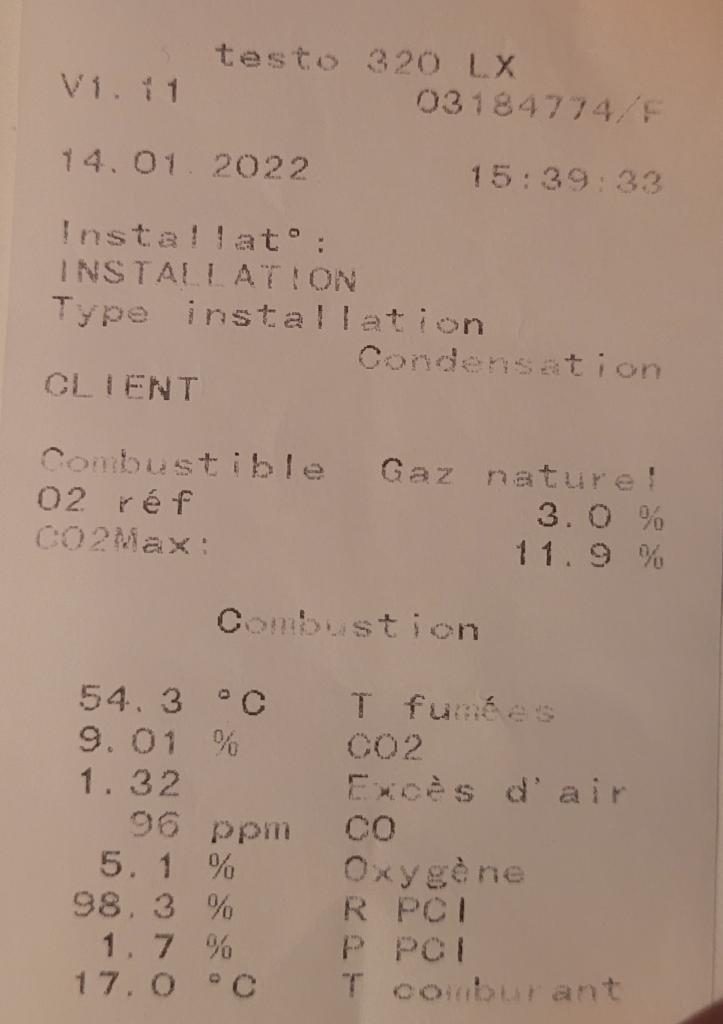 testo 320 LX
V1.11 03184774/F
14.01.2022 15:39:33
Installat°:
INSTALLATION
Type installation
Condensation
CLIENT
Combustible Gaz naturel
O2 réf 3.0 %
CO2Max: 11.9 %
Combustion
54.3 °C T fumées
9.01 % CO2
1.32 Excès d'air
96 ppm CO
5.1 % Oxygène
98.3 % R PCI
1.7 % P PCI
17.0 °C T comburant